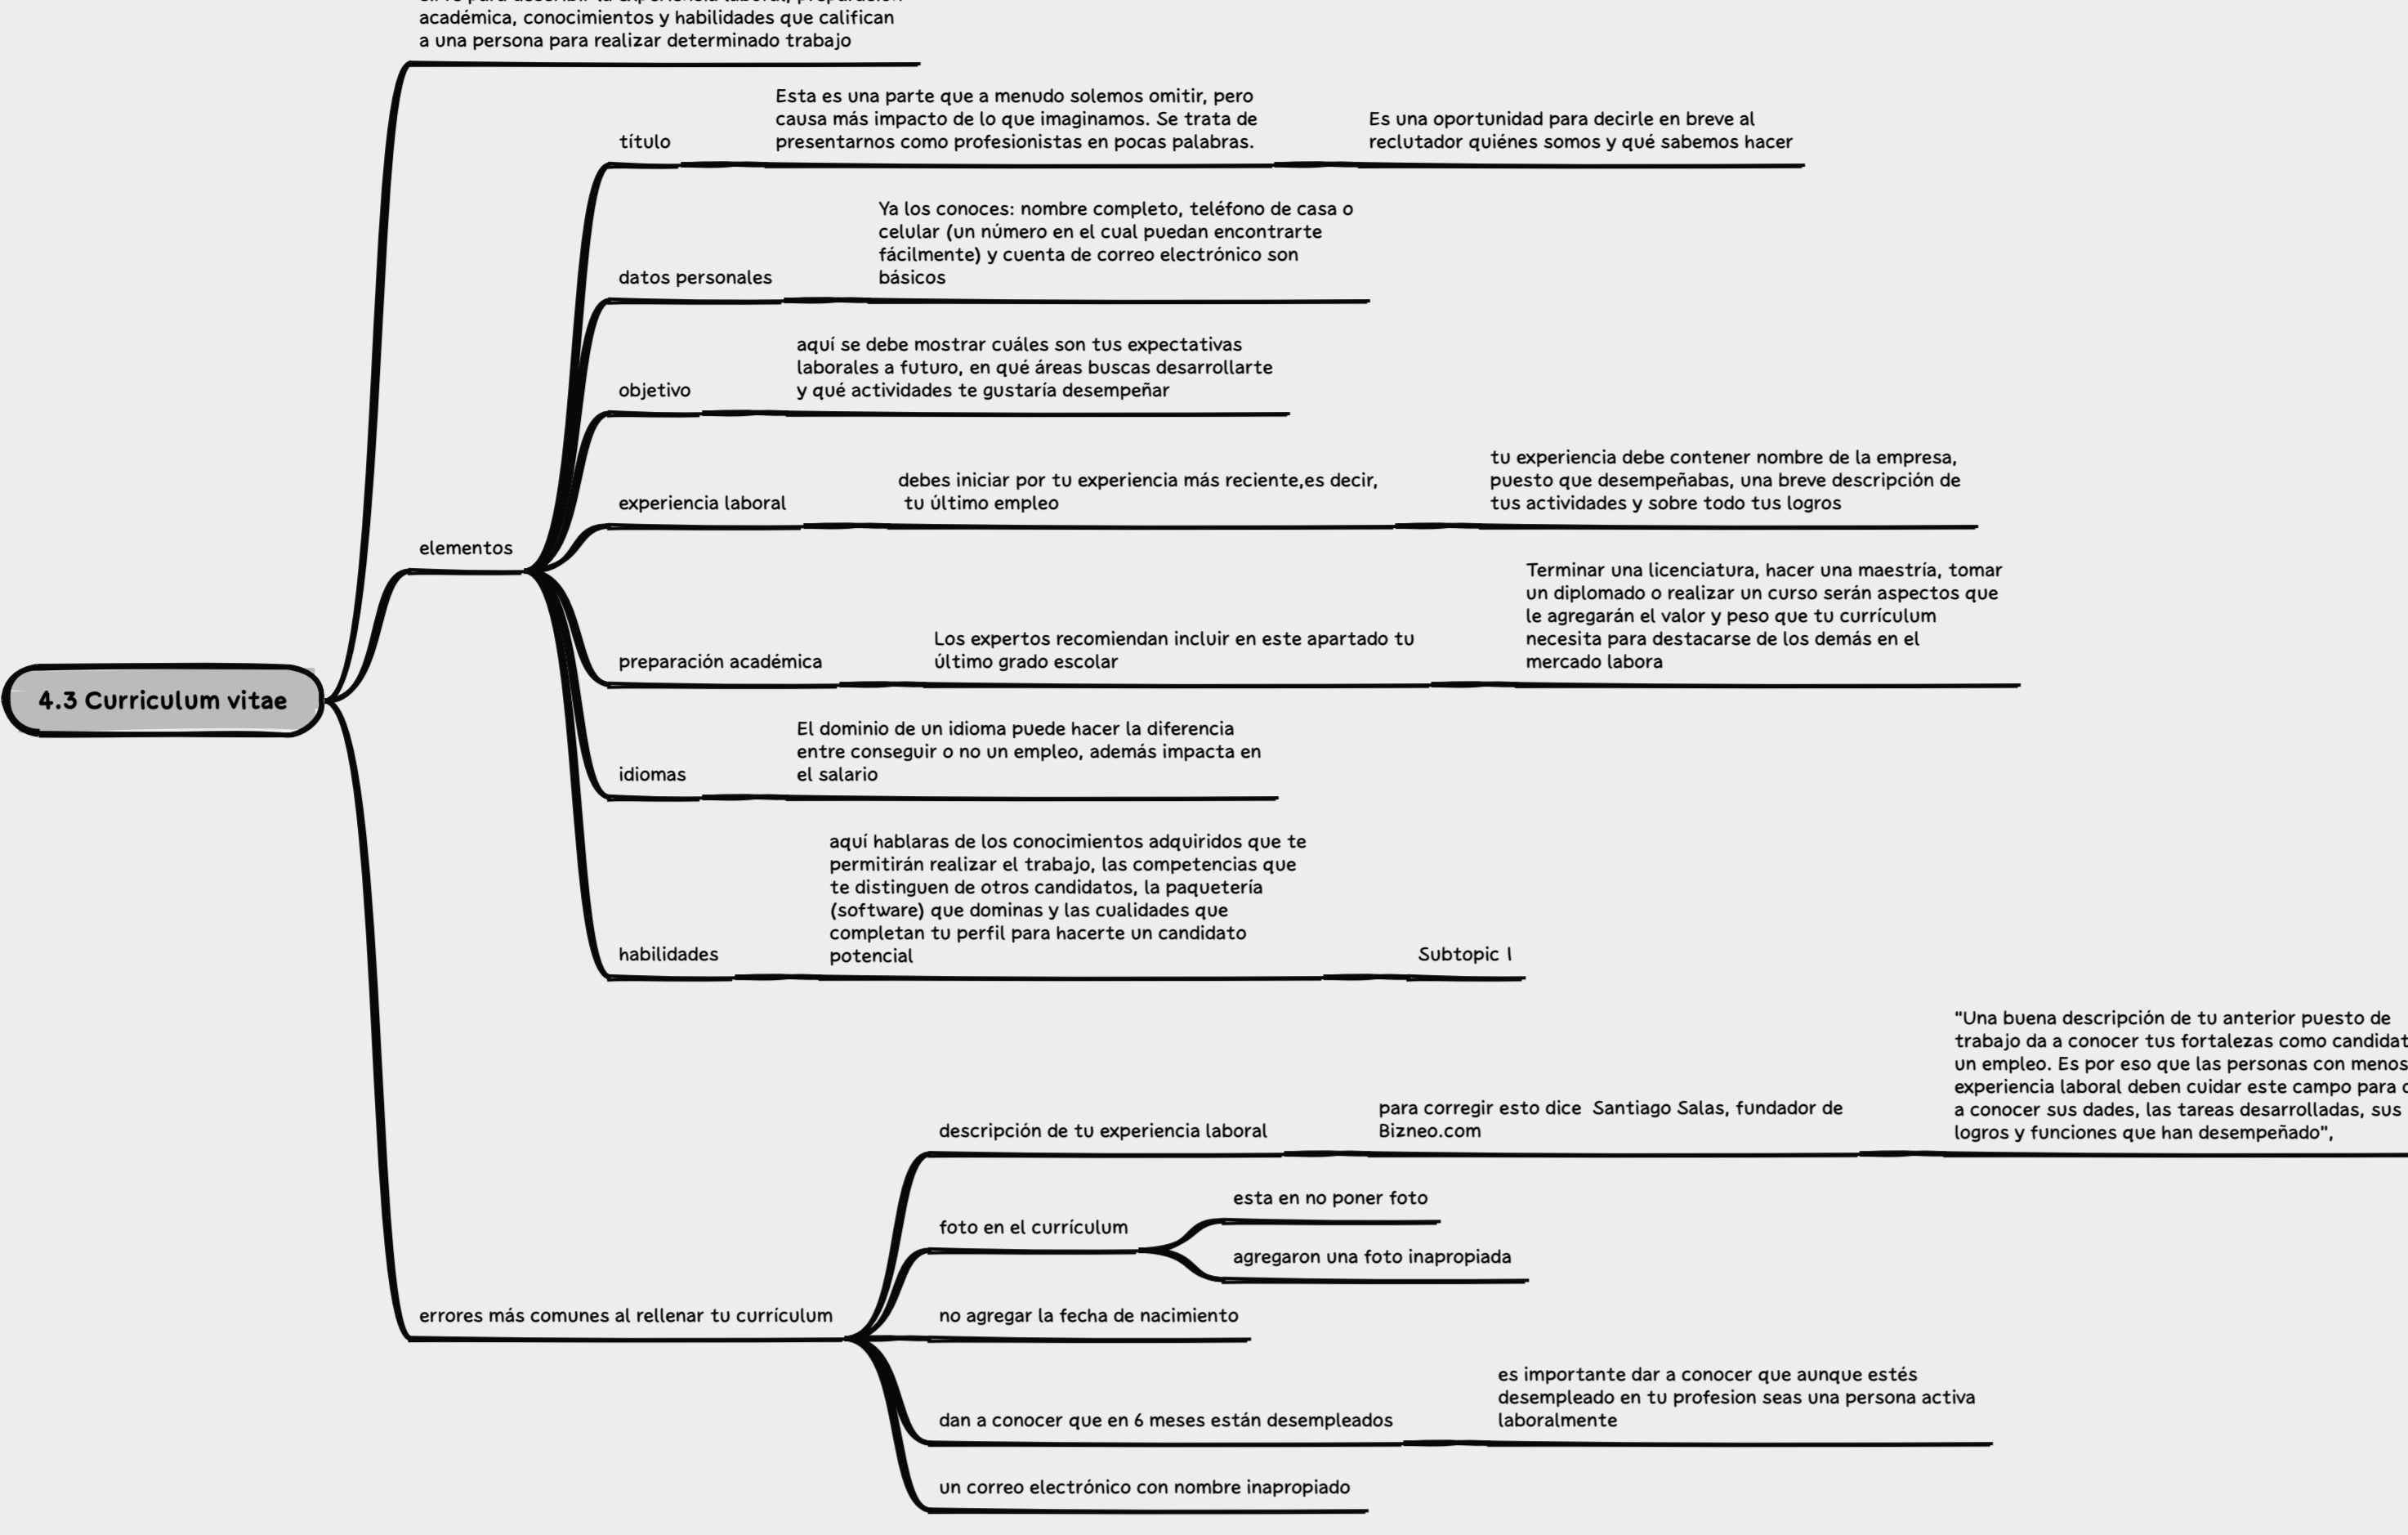 para describir la experiencia laboral, preparación
académica, conocimientos y habilidades que califican
a una persona para realizar determinado trabajo
título
Esta es una parte que a menudo solemos omitir, pero
causa más impacto de lo que imaginamos. Se trata de
presentarnos como profesionistas en pocas palabras.
Es una oportunidad para decirle en breve al
reclutador quiénes somos y qué sabemos hacer
datos personales
Ya los conoces: nombre completo, teléfono de casa o
celular (un número en el cual puedan encontrarte
fácilmente) y cuenta de correo electrónico son
básicos
objetivo
aquí se debe mostrar cuáles son tus expectativas
laborales a futuro, en qué áreas buscas desarrollarte
y qué actividades te gustaría desempeñar
experiencia laboral
debes iniciar por tu experiencia más reciente,es decir,
tu último empleo
tu experiencia debe contener nombre de la empresa,
puesto que desempeñabas, una breve descripción de
tus actividades y sobre todo tus logros
elementos
preparación académica
Los expertos recomiendan incluir en este apartado tu
último grado escolar
Terminar una licenciatura, hacer una maestría, tomar
un diplomado o realizar un curso serán aspectos que
le agregarán el valor y peso que tu currículum
necesita para destacarse de los demás en el
mercado labora
4.3 Curriculum vitae
idiomas
El dominio de un idioma puede hacer la diferencia
entre conseguir o no un empleo, además impacta en
el salario
habilidades
aquí hablaras de los conocimientos adquiridos que te
permitirán realizar el trabajo, las competencias que
te distinguen de otros candidatos, la paquetería
(software) que dominas y las cualidades que
completan tu perfil para hacerte un candidato
potencial
Subtopic 1
descripción de tu experiencia laboral
para corregir esto dice  Santiago Salas, fundador de
Bizneo.com
"Una buena descripción de tu anterior puesto de
trabajo da a conocer tus fortalezas como
un empleo. Es por eso que las personas con menos
experiencia laboral deben cuidar este campo para
a conocer sus dades, las tareas desarrolladas, sus
logros y funciones que han desempeñado",
foto en el currículum
esta en no poner foto
agregaron una foto inapropiada
errores más comunes al rellenar tu currículum
no agregar la fecha de nacimiento
dan a conocer que en 6 meses están desempleados
es importante dar a conocer que aunque estés
desempleado en tu profesion seas una persona activa
laboralmente
un correo electrónico con nombre inapropiado